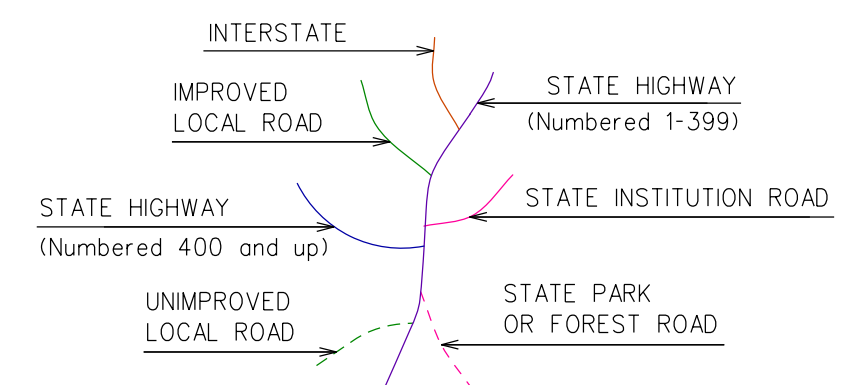 INTERSTATE
STATE HIGHWAY
(Numbered 1-399)
IMPROVED
LOCAL ROAD
STATE INSTITUTION ROAD
STATE HIGHWAY
(Numbered 400 and up)
STATE PARK
OR FOREST ROAD
UNIMPROVED
LOCAL ROAD